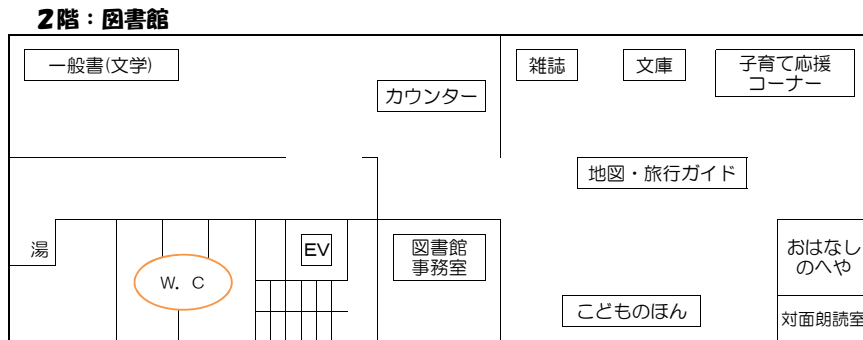 2階：図書館
一般書(文学)
カウンター
雑誌
文庫
子育て応援
コーナー
地図・旅行ガイド
湯
W．C
EV
図書館
事務室
こどものほん
おはなし
のへや
対面朗読室